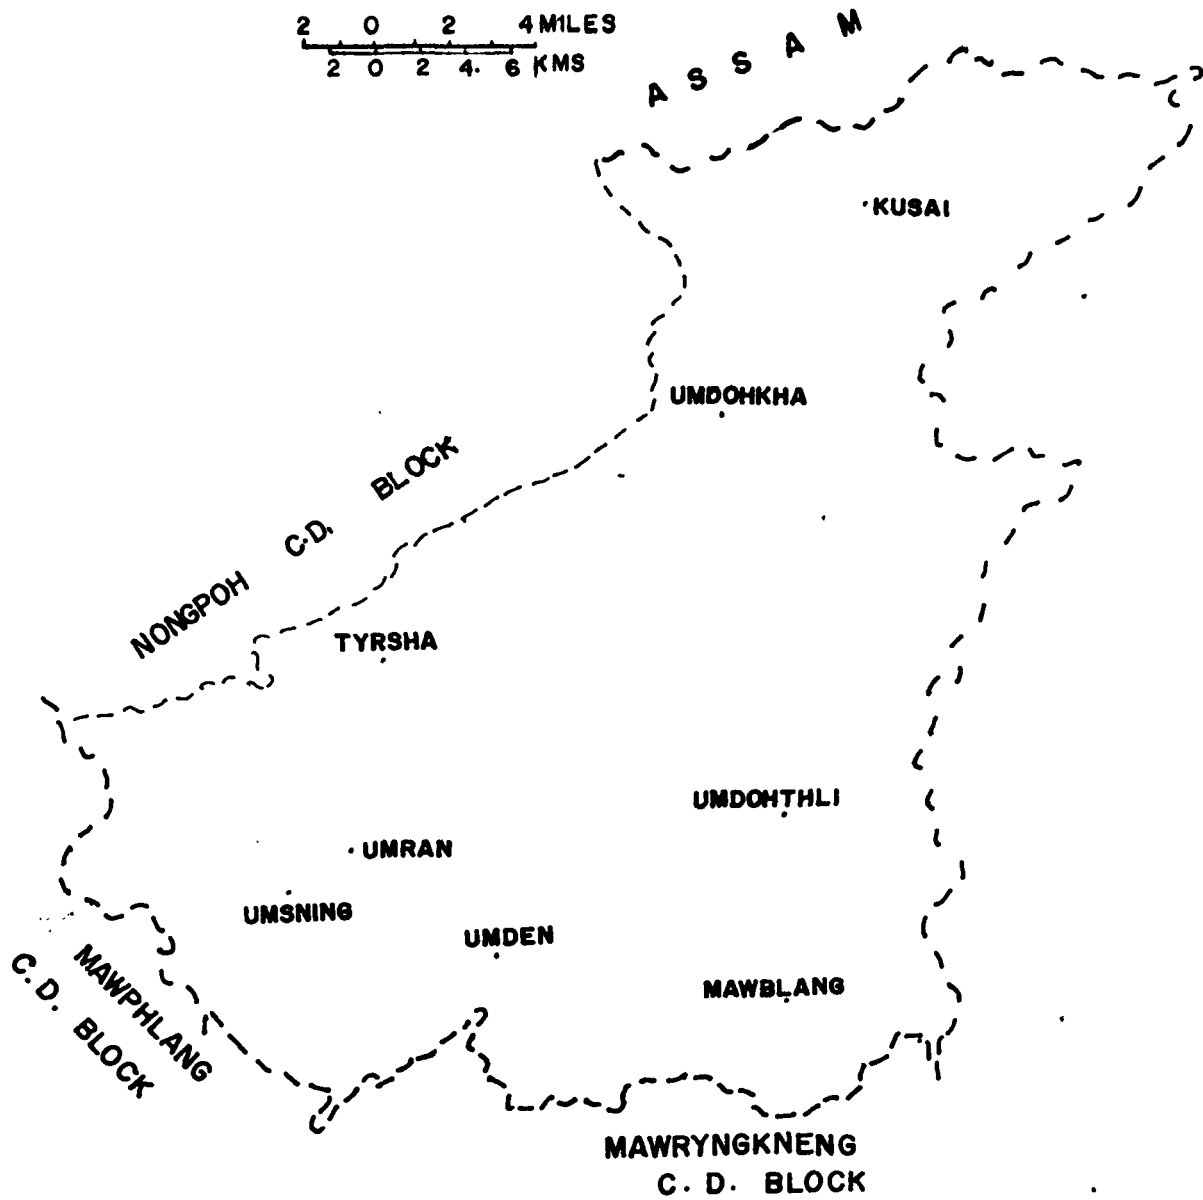 2 0 2 4 MILES
2 0 2 4. 6 KMS
ASSAM
KUSAI
UMDOHKHA
NONGPOH C.D. BLOCK
TYRSHA
UMDOHTHLI
UMRAN
UMSNING
UMDEN
MAWBLANG
MAWPHLANG
C. D. BLOCK
MAWRYNGKNENG
C. D. BLOCK